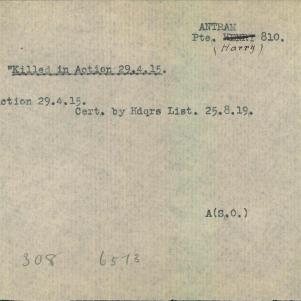 ANTRAM
Pte. HENRY 810.
(Harry)
"Killed in Action 29.4.15.
ction 29.4.15.
Cert. by Hdqrs List. 25.8.19.
A(S.O.)
308 6513